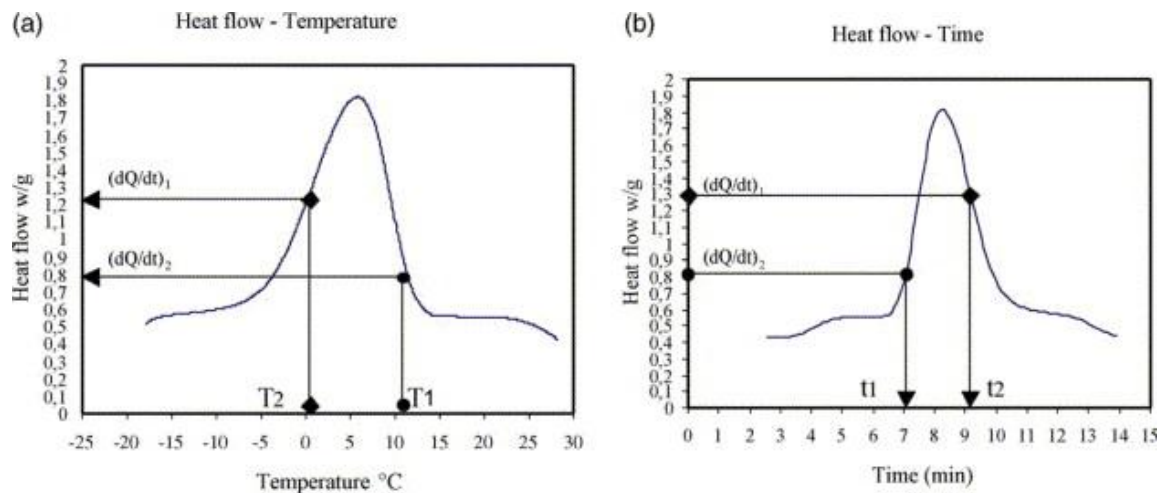 (a)
Heat flow - Temperature
Heat flow w/g
2
1,9
1,8
1,7
1,6
1,5
1,4
1,3
1,2
1,1
1
0,9
0,8
0,7
0,6
0,5
0,4
0,3
0,2
0,1
0
(dQ/dt)1
(dQ/dt)2
T2 T1
-25 -20 -15 -10 -5 0 5 10 15 20 25 30
Temperature °C
(b)
Heat flow - Time
Heat flow w/g
2
1,9
1,8
1,7
1,6
1,5
1,4
1,3
1,2
1,1
1
0,9
0,8
0,7
0,6
0,5
0,4
0,3
0,2
0,1
0
(dQ/dt)1
(dQ/dt)2
t1 t2
0 1 2 3 4 5 6 7 8 9 10 11 12 13 14 15
Time (min)